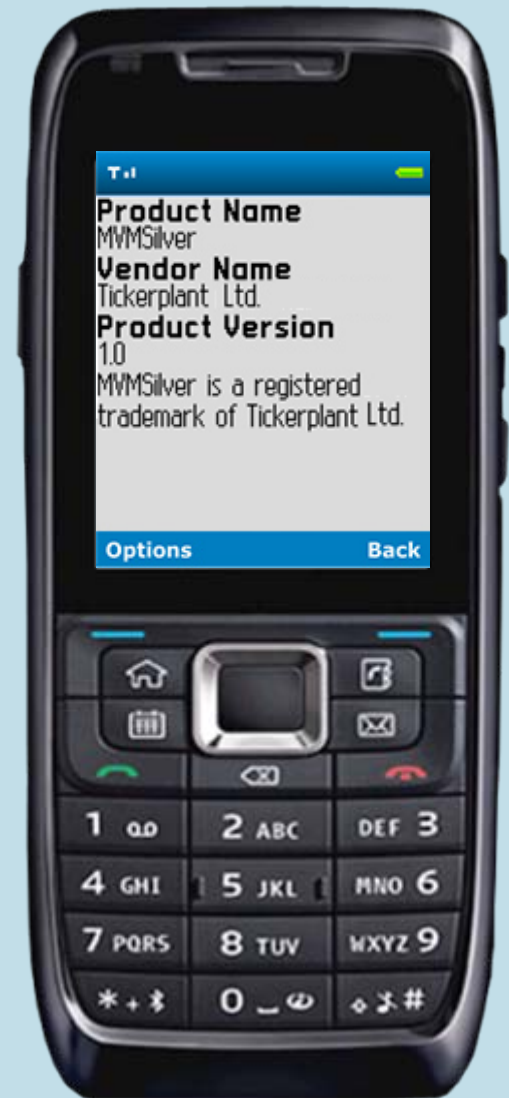 Product Name
MVMSilver
Vendor Name
Tickerplant Ltd.
Product Version
1.0
MVMSilver is a registered
trademark of Tickerplant Ltd.
Options Back
1 2 ABC DEF 3
4 GHI 5 JKL MNO 6
7 PQRS 8 TUV WXYZ 9
* + 0 #